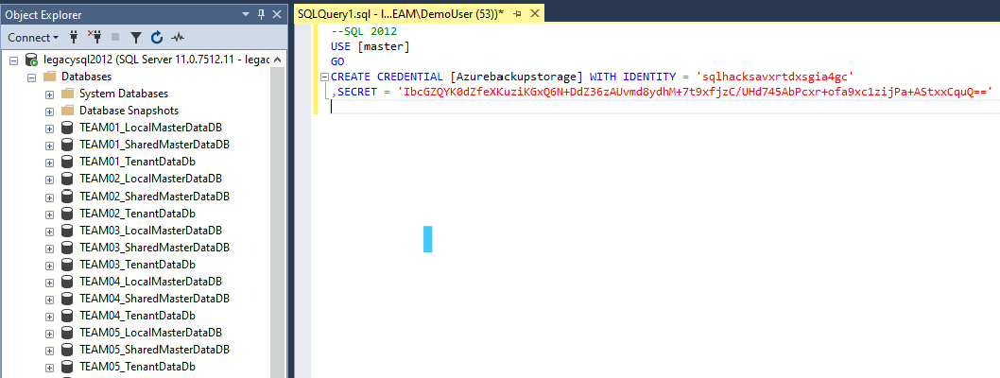 Object Explorer
Connect
legacysql2012 (SQL Server 11.0.7512.11 - legac
Databases
System Databases
Database Snapshots
TEAM01_LocalMasterDataDB
TEAM01_SharedMasterDataDB
TEAM01_TenantDataDb
TEAM02_LocalMasterDataDB
TEAM02_SharedMasterDataDB
TEAM02_TenantDataDb
TEAM03_LocalMasterDataDB
TEAM03_SharedMasterDataDB
TEAM03_TenantDataDb
TEAM04_LocalMasterDataDB
TEAM04_SharedMasterDataDB
TEAM04_TenantDataDb
TEAM05_LocalMasterDataDB
TEAM05_SharedMasterDataDB
TEAM05_TenantDataDb
SQLQuery1.sql - l...EAM\DemoUser (53))*
--SQL 2012
USE [master]
GO
CREATE CREDENTIAL [Azurebackupstorage] WITH IDENTITY = 'sqlhacksavxrtdxsgia4gc'
,SECRET = 'IbcGZQYK0dZfeXKuziKGxQ6N+DdZ36zAUvmd8ydhM+7t9xfjzC/UHd745AbPcxr+ofa9xc1zijPa+AStxxCquQ=='